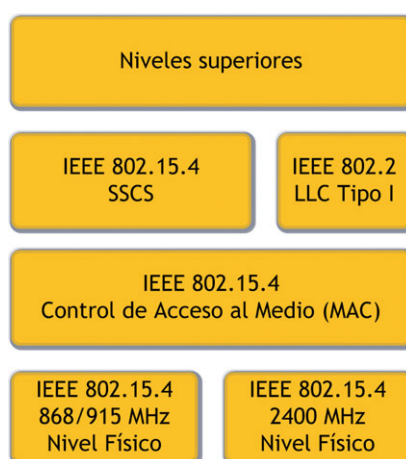 Niveles superiores
IEEE 802.15.4
SSCS
IEEE 802.2
LLC Tipo I
IEEE 802.15.4
Control de Acceso al Medio (MAC)
IEEE 802.15.4
868/915 MHz
Nivel Físico
IEEE 802.15.4
2400 MHz
Nivel Físico